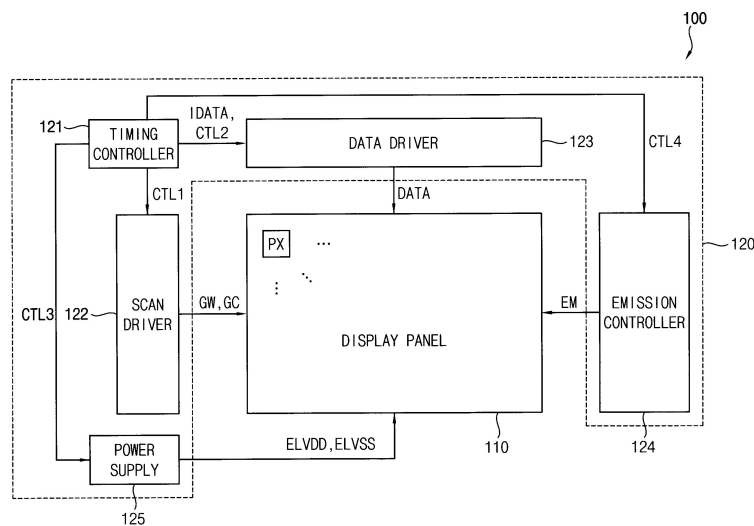 100
121
TIMING
CONTROLLER
IDATA,
CTL2
DATA DRIVER
123
CTL4
CTL1
DATA
PX
...
120
CTL3
122
SCAN
DRIVER
GW,GC
DISPLAY PANEL
EM
EMISSION
CONTROLLER
POWER
SUPPLY
ELVDD,ELVSS
110
124
125